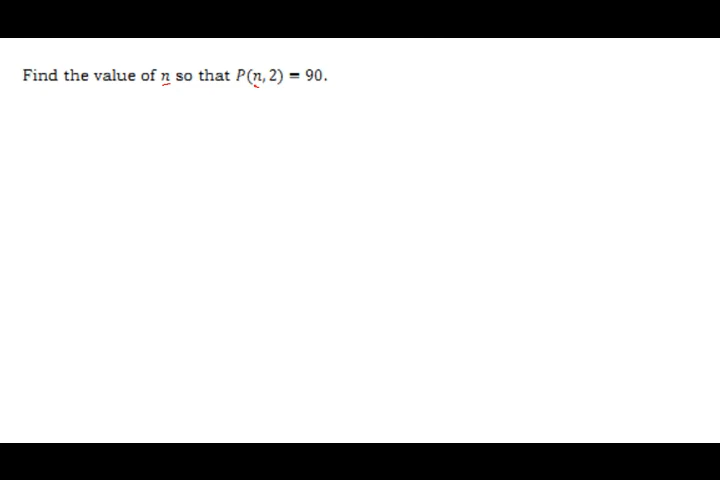 Find the value of n so that P(n, 2) = 90.